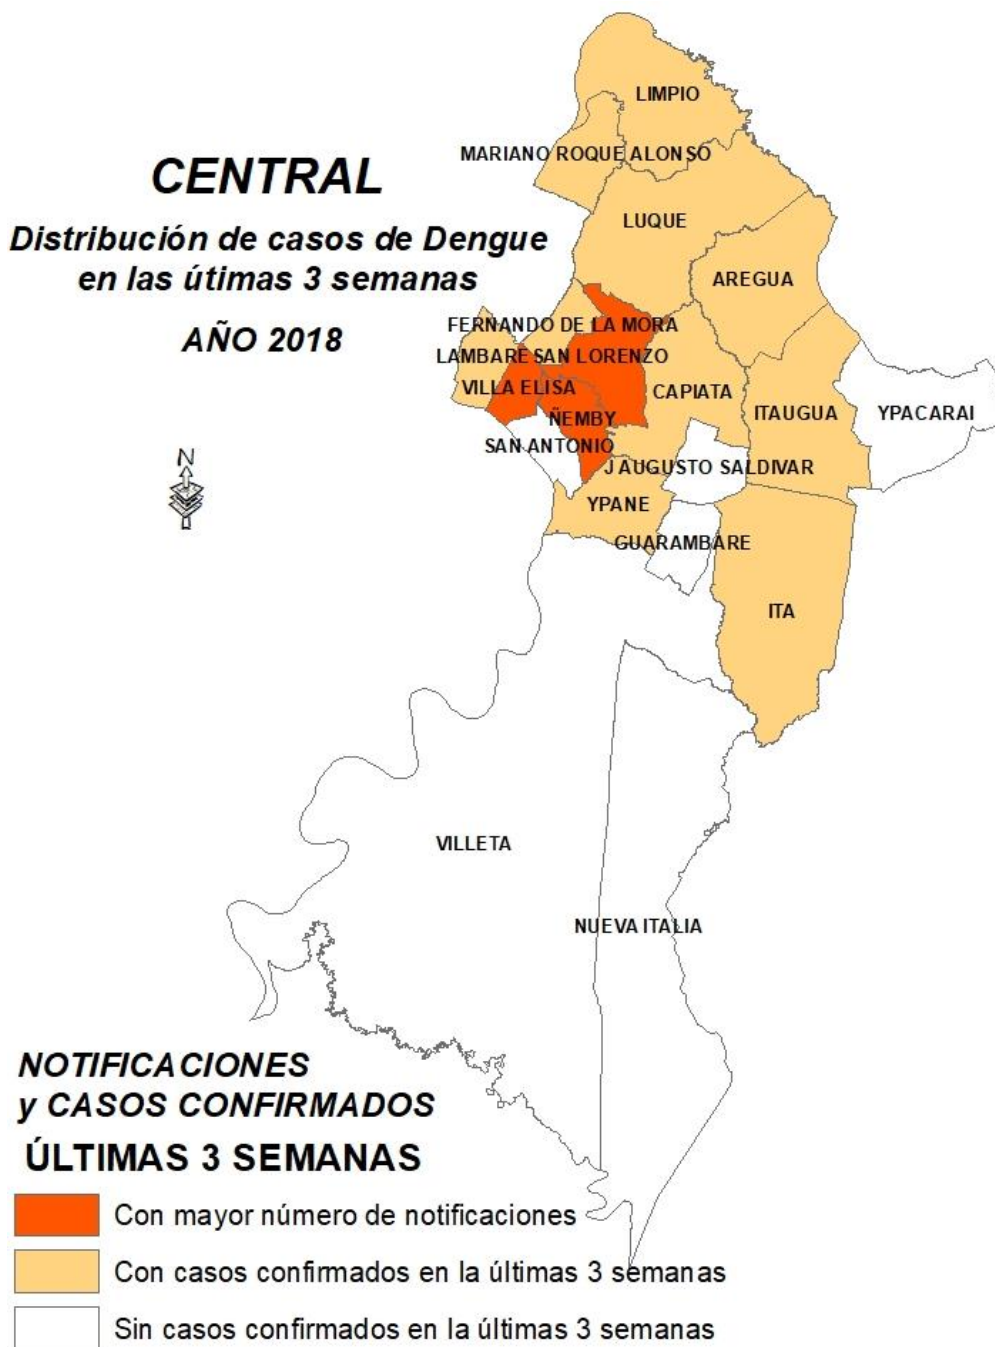 CENTRAL
Distribución de casos de Dengue
en las útimas 3 semanas
AÑO 2018
N
LIMPIO
MARIANO ROQUE ALONSO
LUQUE
AREGUA
FERNANDO DE LA MORA
LAMBARE SAN LORENZO
VILLA ELISA
CAPIATA
ITAUGUA
YPACARAI
ÑEMBY
SAN ANTONIO
J AUGUSTO SALDIVAR
YPANE
GUARAMBARE
ITA
VILLETA
NUEVA ITALIA
NOTIFICACIONES
y CASOS CONFIRMADOS
ÚLTIMAS 3 SEMANAS
Con mayor número de notificaciones
Con casos confirmados en la últimas 3 semanas
Sin casos confirmados en la últimas 3 semanas